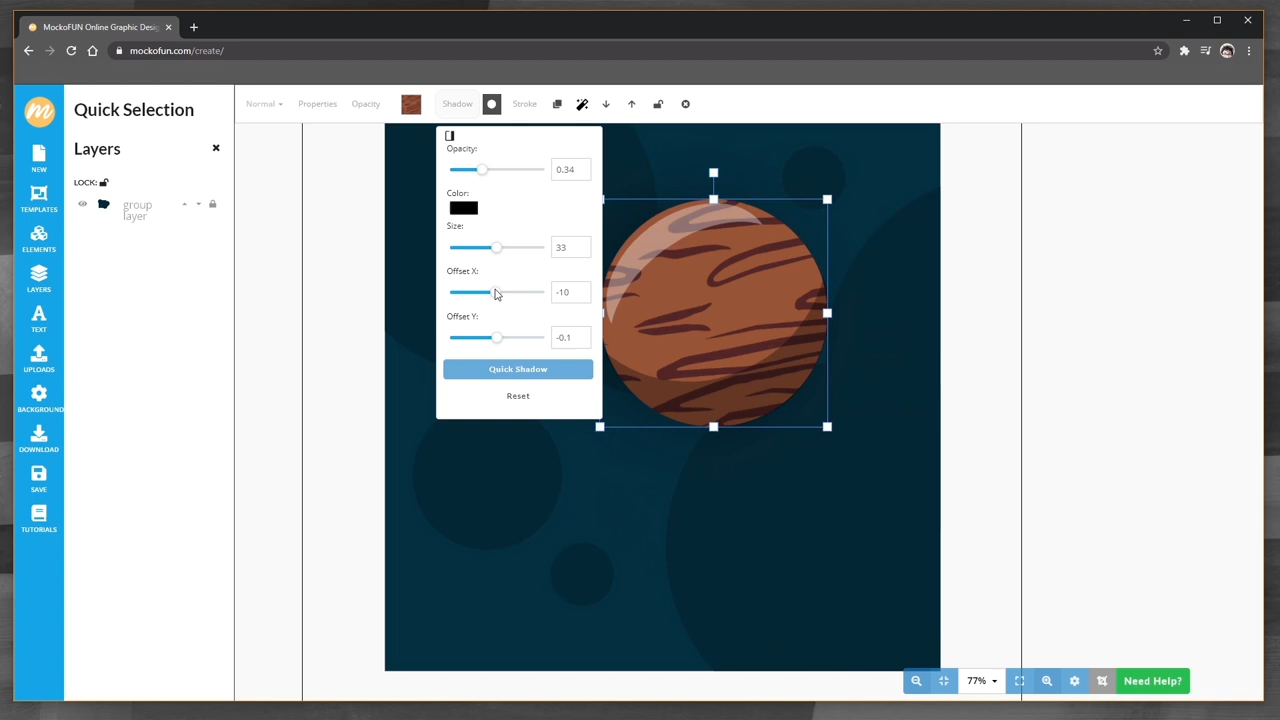 MockoFUN Online Graphic Desig
mockofun.com/create/
Quick Selection
Layers
LOCK:
group
layer
NEW
TEMPLATES
ELEMENTS
LAYERS
TEXT
UPLOADS
BACKGROUND
DOWNLOAD
SAVE
TUTORIALS
Normal
Properties
Opacity
Shadow
Stroke
Opacity:
0.34
Color:
Size:
33
Offset X:
-10
Offset Y:
-0.1
Quick Shadow
Reset
77%
Need Help?